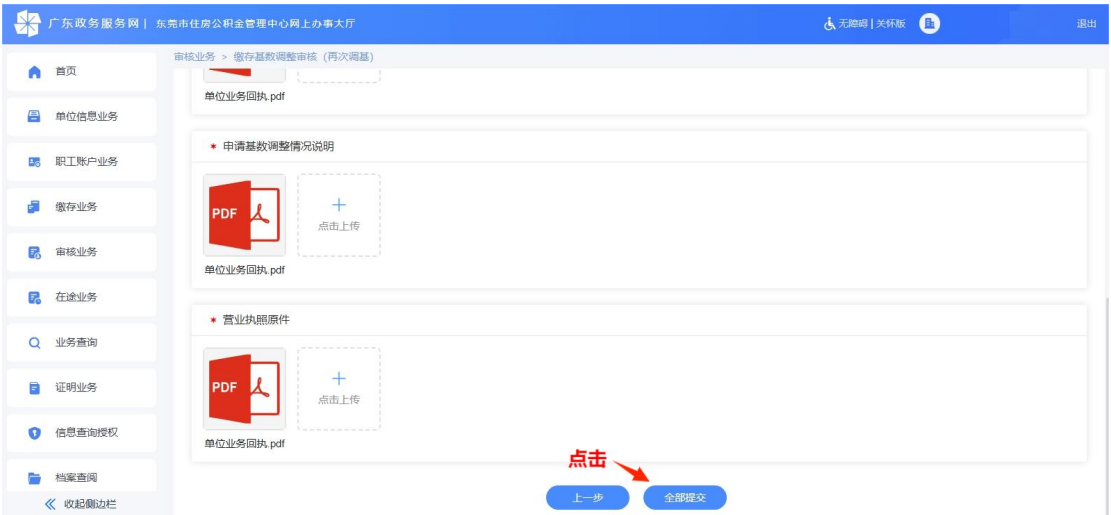 广东政务服务网 | 东莞市住房公积金管理中心网上办事大厅
无障碍 | 关怀版
退出
首页
单位信息业务
职工账户业务
缴存业务
审核业务
在途业务
业务查询
证明业务
信息查询授权
档案查阅
收起侧边栏
审核业务 > 缴存基数调整审核（再次调基）
单位业务回执.pdf
* 申请基数调整情况说明
PDF
点击上传
单位业务回执.pdf
* 营业执照原件
PDF
点击上传
单位业务回执.pdf
点击
上一步
全部提交